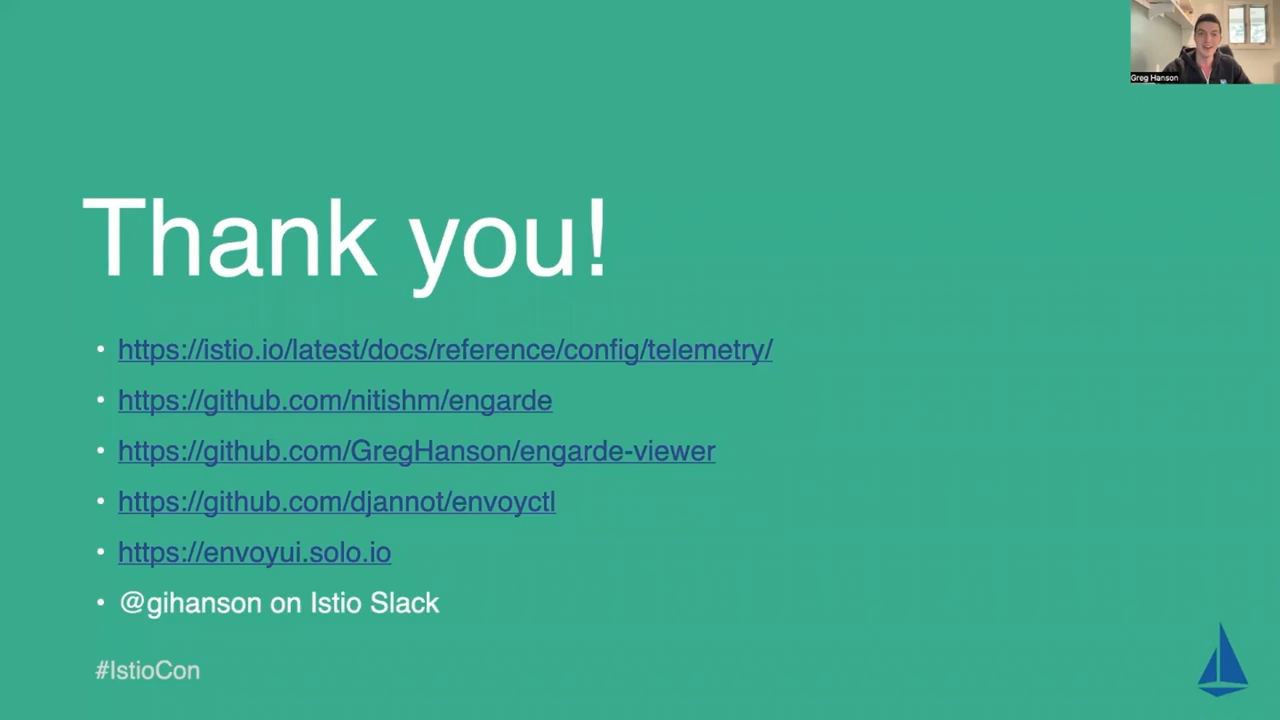 Greg Hanson
Thank you!
• https://istio.io/latest/docs/reference/config/telemetry/
• https://github.com/nitishm/engarde
• https://github.com/GregHanson/engarde-viewer
• https://github.com/djannot/envoyctl
• https://envoyui.solo.io
• @gihanson on Istio Slack
#IstioCon